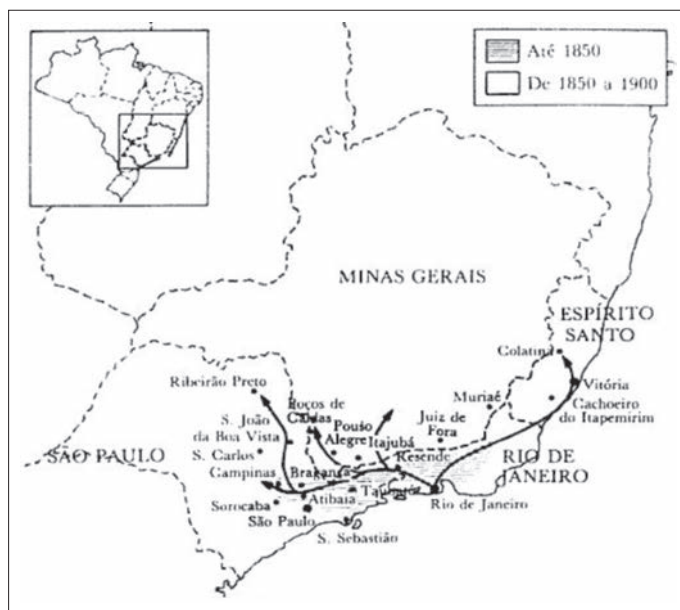 Até 1850
De 1850 a 1900
MINAS GERAIS
ESPÍRITO
SANTO
Colatina
Vitória
Cachoeiro
do Itapemirim
Ribeirão Preto
Poços de
Caldas
Muriaé
Pouso
Alegre
Juiz de
Fora
S. João
da Boa Vista
Itajubá
SÃO PAULO
S. Carlos
Resende
RIO DE
JANEIRO
Campinas
Bragança
Taubaté
Sorocaba
Atibaia
Rio de Janeiro
São Paulo
S. Sebastião